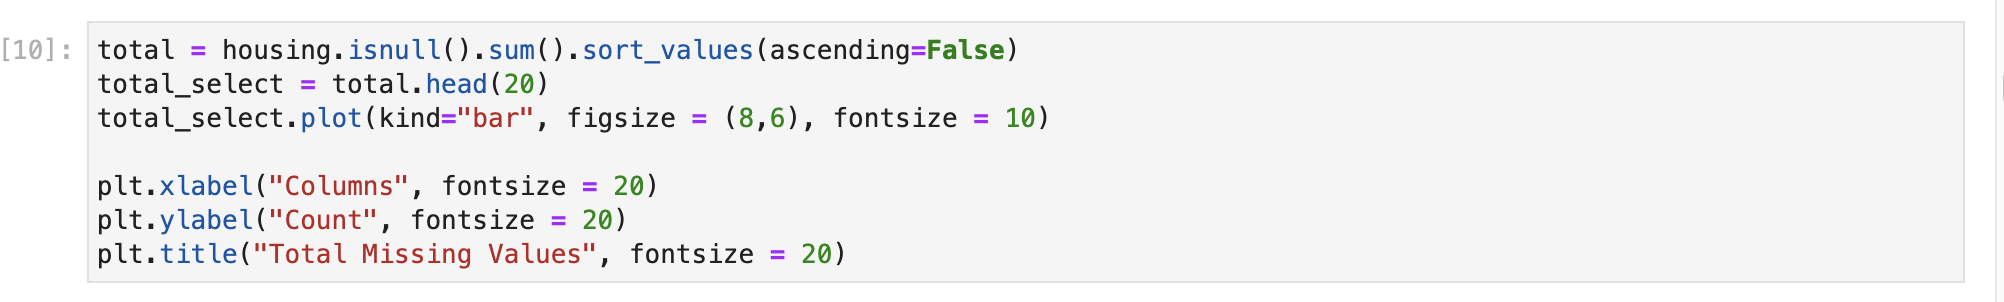 [10]: total = housing.isnull().sum().sort_values(ascending=False)
total_select = total.head(20)
total_select.plot(kind="bar", figsize = (8,6), fontsize = 10)
plt.xlabel("Columns", fontsize = 20)
plt.ylabel("Count", fontsize = 20)
plt.title("Total Missing Values", fontsize = 20)